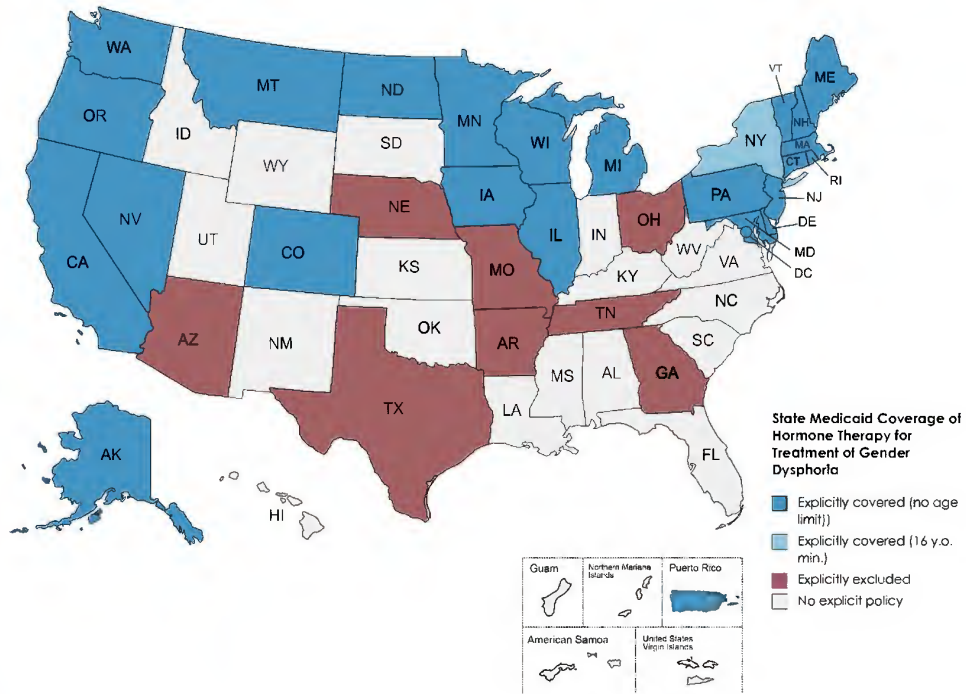 WA
MT
ND
MN
VT
ME
OR
ID
SD
WI
NH
NY
MA
WY
MI
CT
RI
NE
IA
PA
NJ
NV
OH
DE
UT
IL
IN
MD
CO
WV
CA
KS
MO
KY
VA
DC
NC
TN
AZ
OK
NM
AR
SC
MS
AL
GA
TX
LA
AK
FL
HI
State Medicaid Coverage of
Hormone Therapy for
Treatment of Gender
Dysphoria
Explicitly covered (no age
limit))
Explicitly covered (16 y.o.
min.)
Explicitly excluded
No explicit policy
Guam
Northern Mariana
Islands
Puerto Rico
American Samoa
United States
Virgin Islands